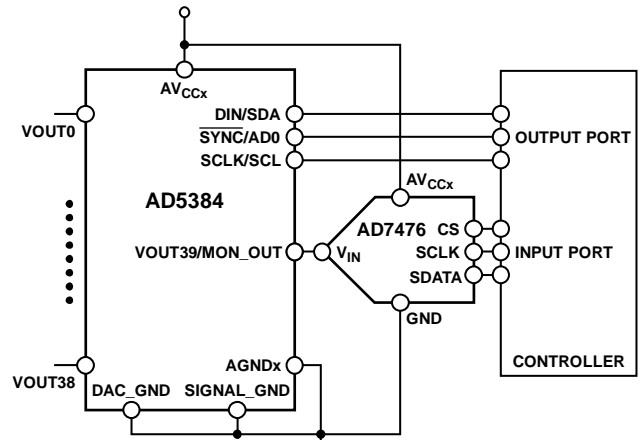 AVCCx
DIN/SDA
VOUT0
SYNC/AD0
OUTPUT PORT
SCLK/SCL
AVCCx
AD5384
AD7476
CS
VOUT39/MON_OUT
VIN
SCLK
INPUT PORT
SDATA
GND
AGNDx
CONTROLLER
VOUT38
DAC_GND
SIGNAL_GND